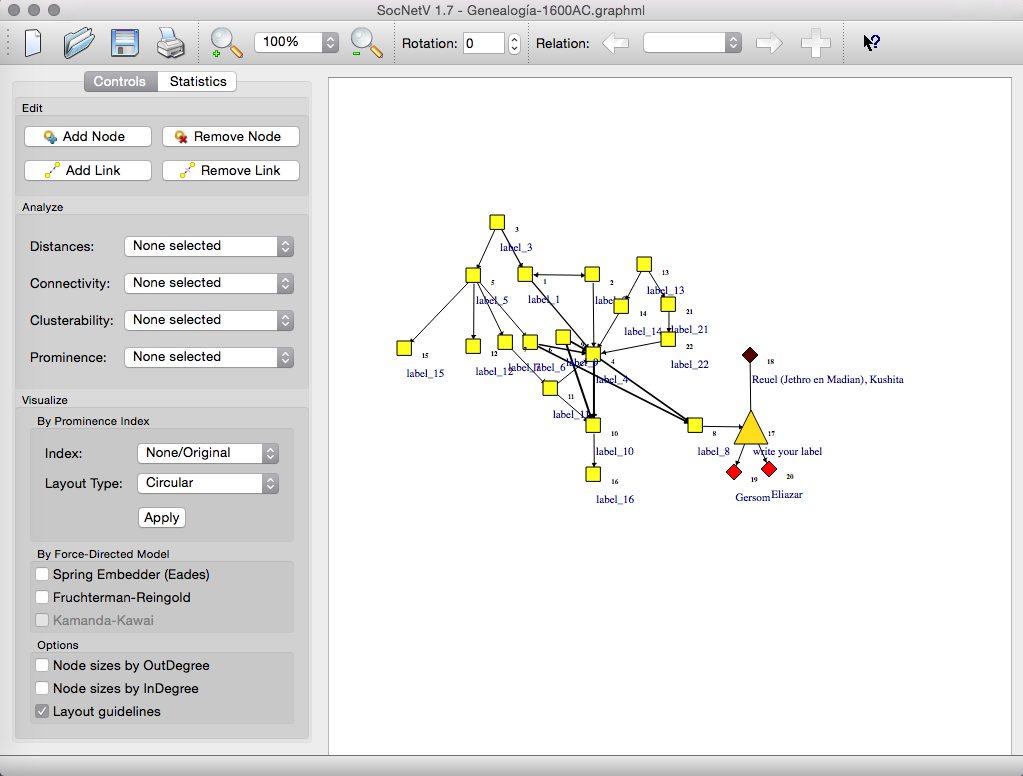 SocNetV 1.7 - Genealogía-1600AC.graphml
100%
Rotation: 0
Relation:
Controls Statistics
Edit
Add Node Remove Node
Add Link Remove Link
Analyze
Distances: None selected
Connectivity: None selected
Clusterability: None selected
Prominence: None selected
Visualize
By Prominence Index
Index: None/Original
Layout Type: Circular
Apply
By Force-Directed Model
Spring Embedder (Eades)
Fruchterman-Reingold
Kamanda-Kawai
Options
Node sizes by OutDegree
Node sizes by InDegree
Layout guidelines
3
label_3
5
label_5
1
label_1
2
13
label_13
14
label_14
21
label_21
22
label_22
15
label_15
12
label_12
label_6
4
label_4
11
10
label_10
16
label_16
8
label_8
18
Reuel (Jethro en Madian), Kushita
17
write your label
19
Gersom
20
Eliazar